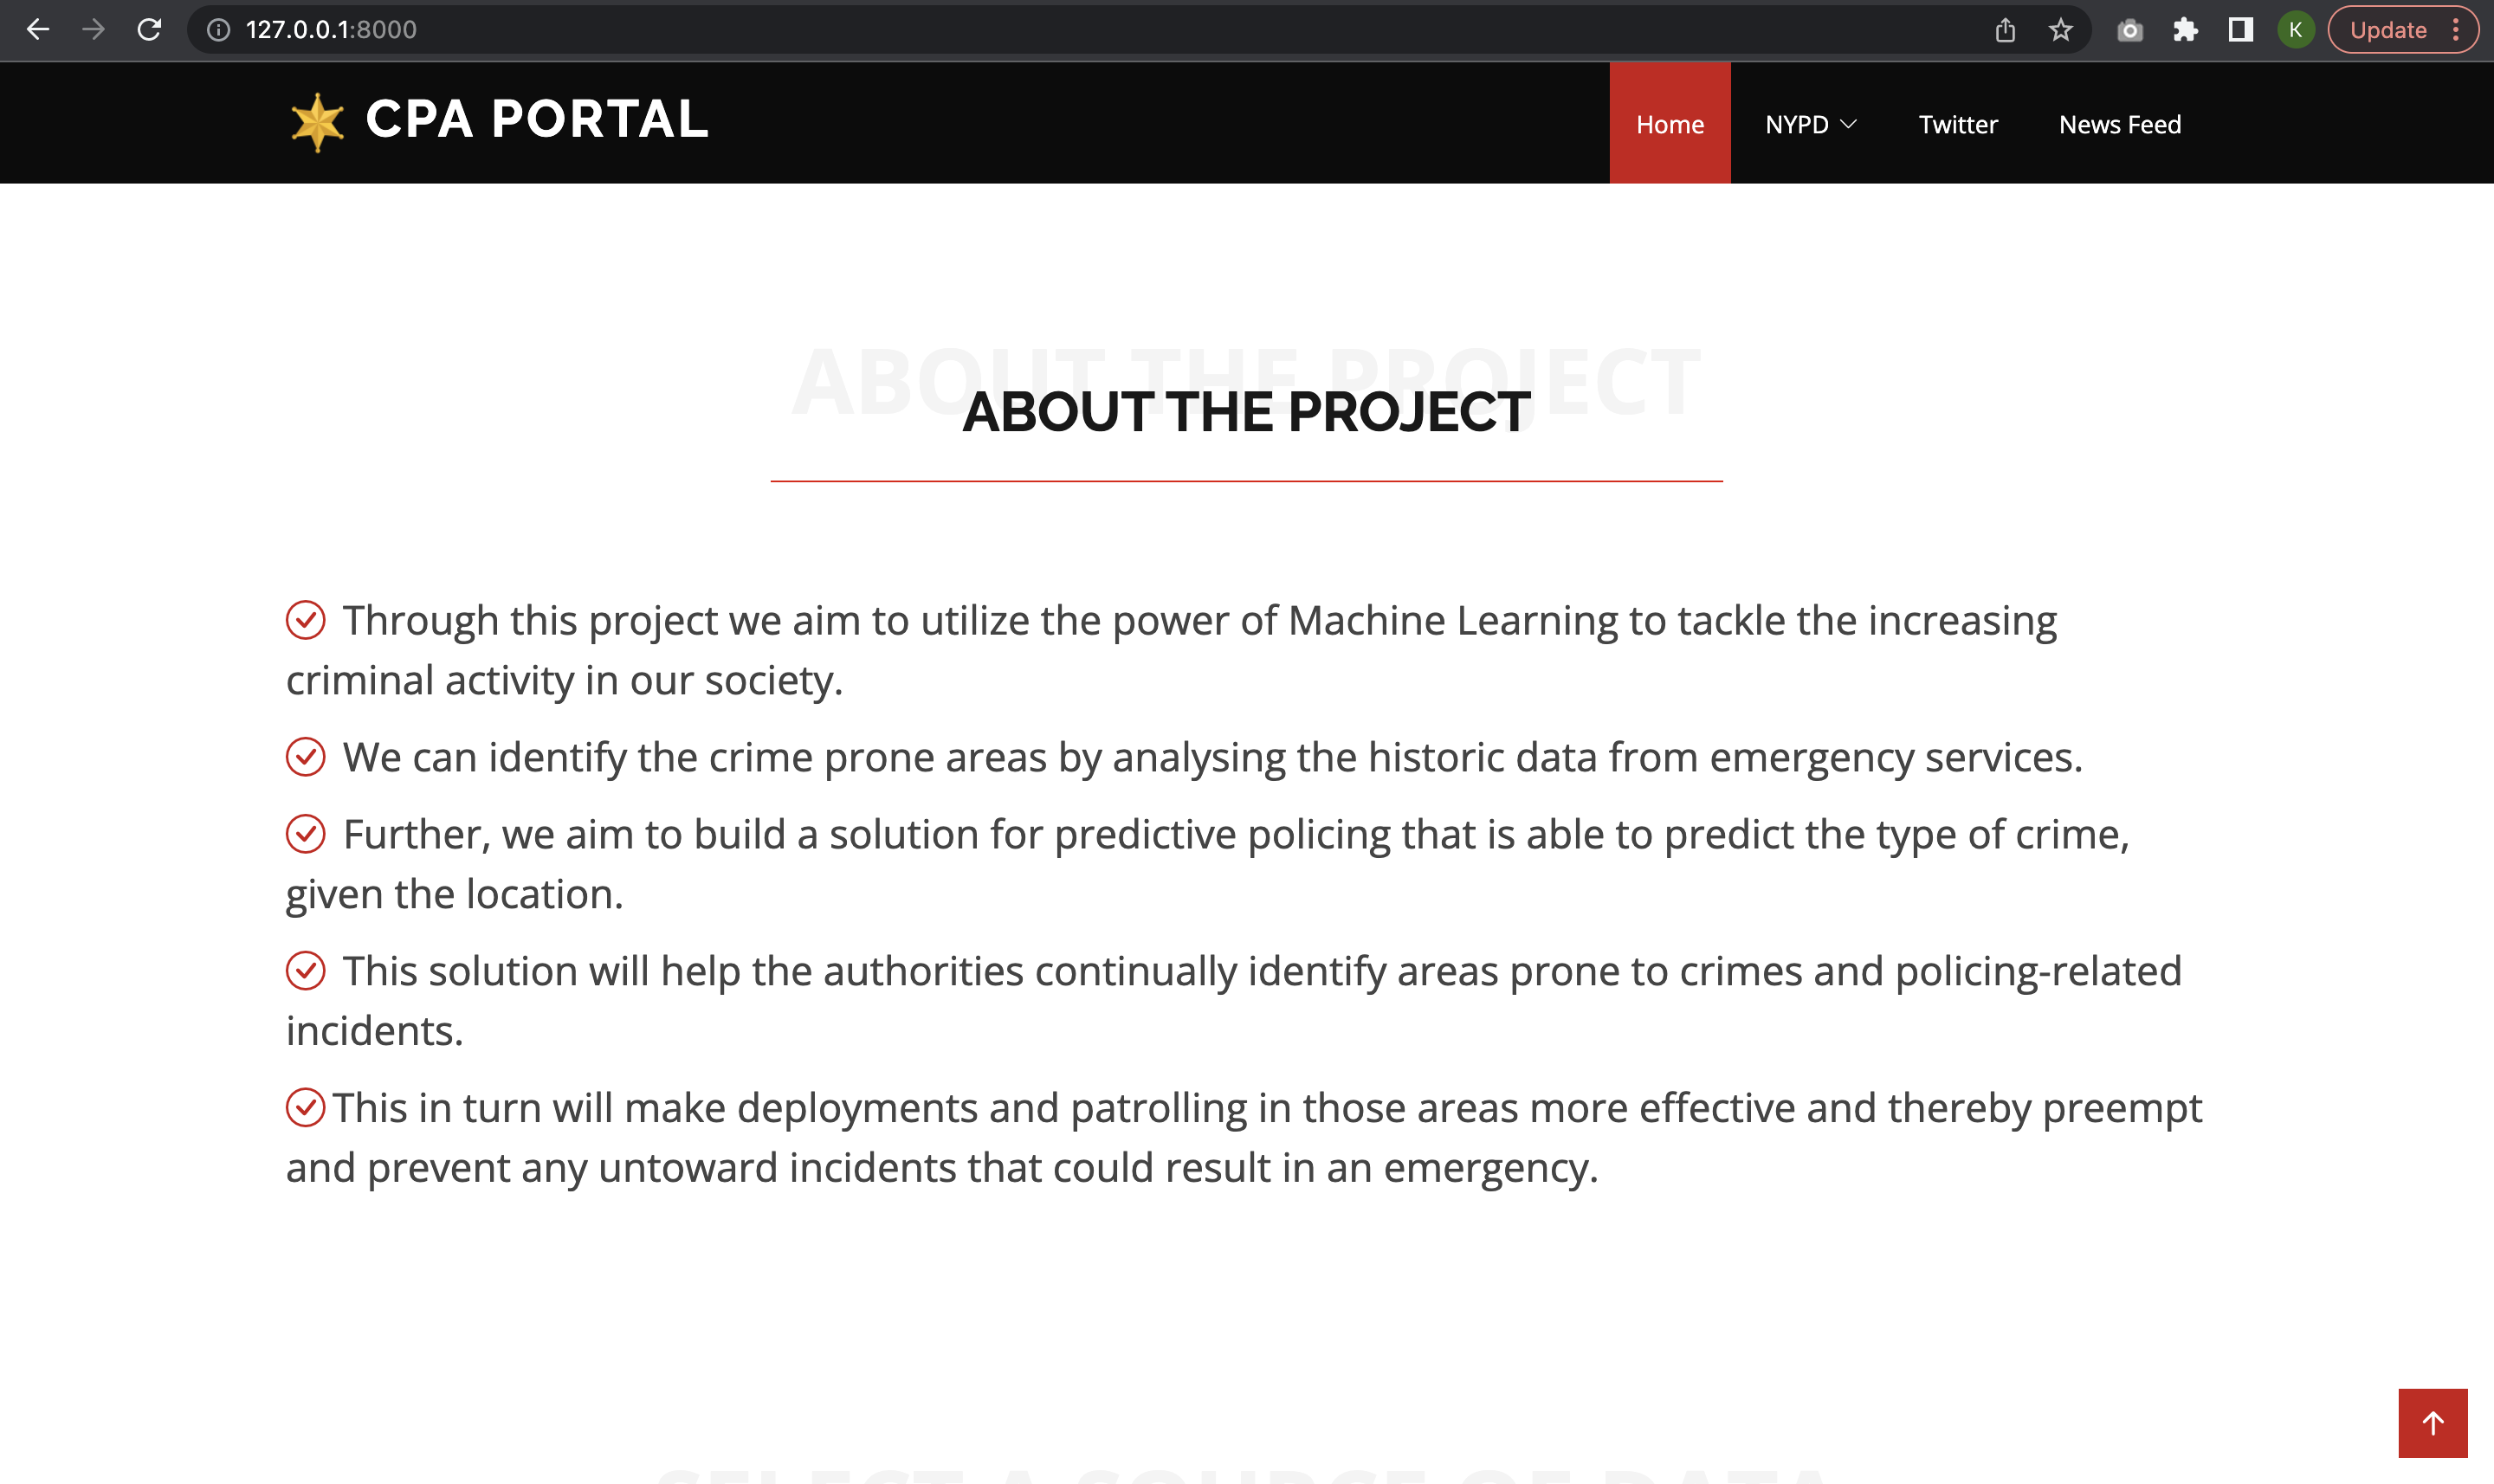 127.0.0.1:8000
K
Update
CPA PORTAL
Home
NYPD
Twitter
News Feed
ABOUT THE PROJECT
ABOUT THE PROJECT
Through this project we aim to utilize the power of Machine Learning to tackle the increasing
criminal activity in our society.
We can identify the crime prone areas by analysing the historic data from emergency services.
Further, we aim to build a solution for predictive policing that is able to predict the type of crime,
given the location.
This solution will help the authorities continually identify areas prone to crimes and policing-related
incidents.
This in turn will make deployments and patrolling in those areas more effective and thereby preempt
and prevent any untoward incidents that could result in an emergency.
SELECT A SOURCE OF DATA